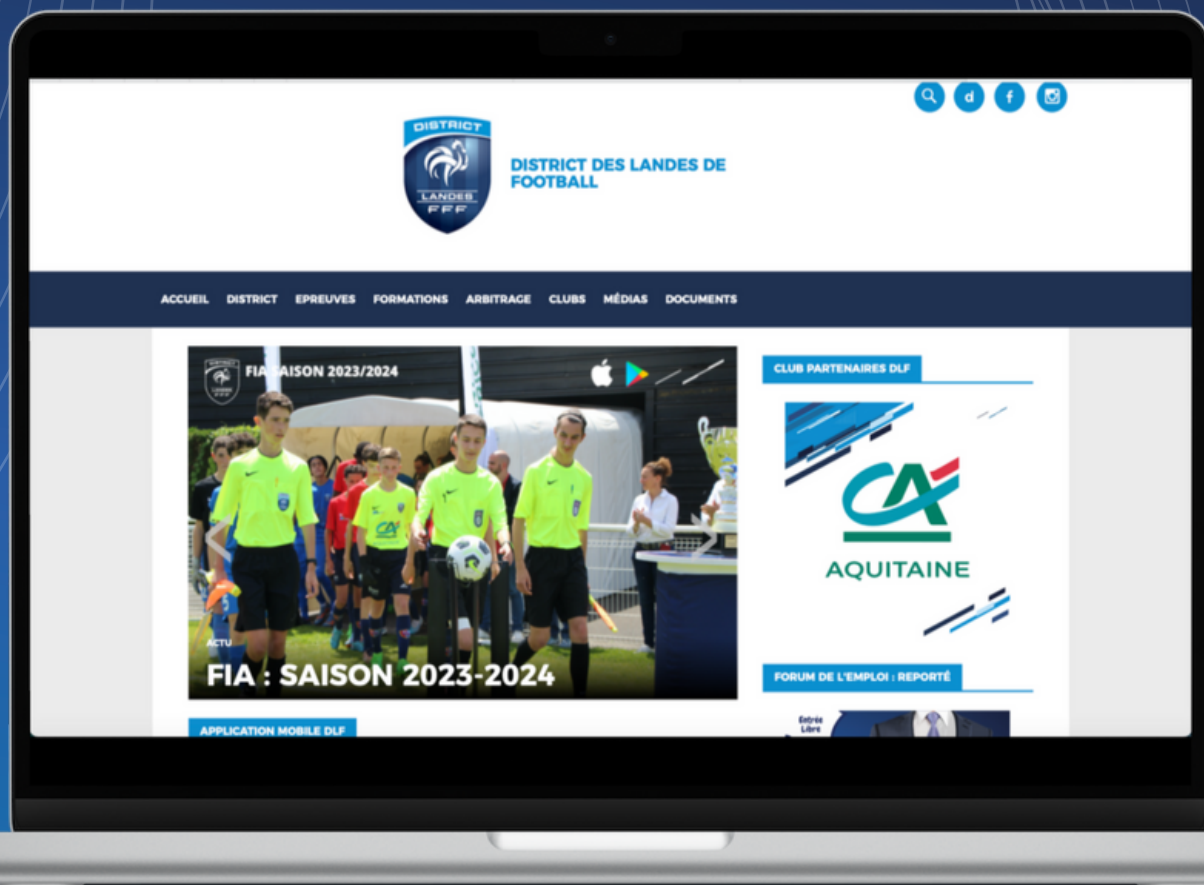 DISTRICT
LANDES
FFF
DISTRICT DES LANDES DE
FOOTBALL
ACCUEIL DISTRICT EPREUVES FORMATIONS ARBITRAGE CLUBS MÉDIAS DOCUMENTS
FIA SAISON 2023/2024
CA
ACTU
FIA : SAISON 2023-2024
APPLICATION MOBILE DLF
CLUB PARTENAIRES DLF
CA
AQUITAINE
FORUM DE L'EMPLOI : REPORTÉ
Entrée
Libre